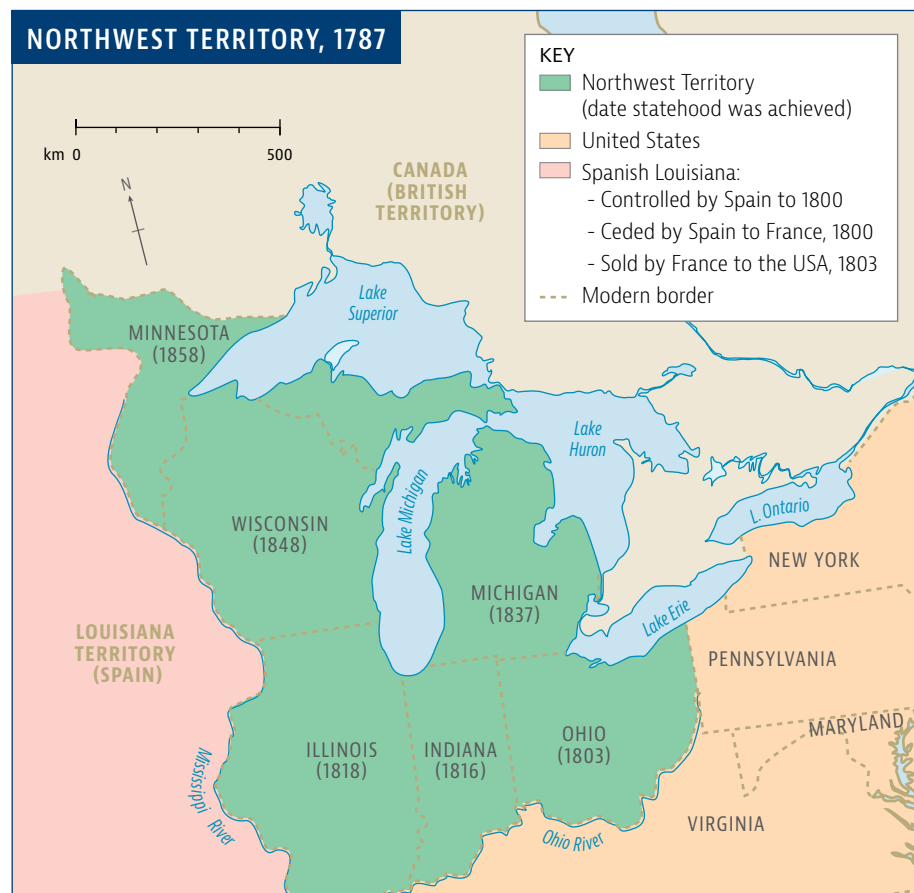 NORTHWEST TERRITORY, 1787
KEY
Northwest Territory
(date statehood was achieved)
United States
Spanish Louisiana:
- Controlled by Spain to 1800
- Ceded by Spain to France, 1800
- Sold by France to the USA, 1803
Modern border
km 0 500
N
CANADA
(BRITISH
TERRITORY)
Lake
Superior
MINNESOTA
(1858)
Lake
Huron
Lake Michigan
L. Ontario
WISCONSIN
(1848)
NEW YORK
MICHIGAN
(1837)
Lake Erie
LOUISIANA
TERRITORY
(SPAIN)
PENNSYLVANIA
MARYLAND
ILLINOIS
(1818)
INDIANA
(1816)
OHIO
(1803)
Mississippi River
Ohio River
VIRGINIA